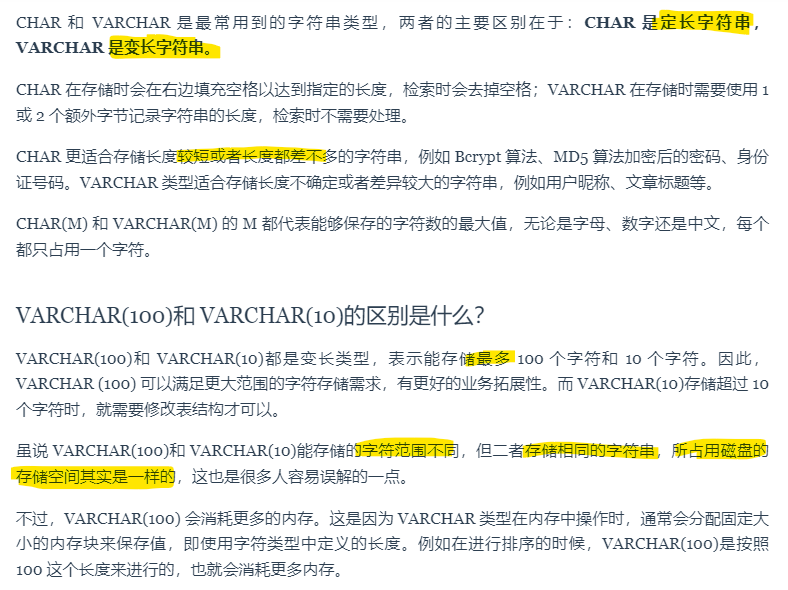 CHAR 和 VARCHAR 是最常用到的字符串类型，两者的主要区别在于：CHAR 是定长字符串，
VARCHAR 是变长字符串。
CHAR 在存储时会在右边填充空格以达到指定的长度，检索时会去掉空格；VARCHAR 在存储时需要使用 1
或 2 个额外字节记录字符串的长度，检索时不需要处理。
CHAR 更适合存储长度较短或者长度都差不多的字符串，例如 Bcrypt 算法、MD5 算法加密后的密码、身份
证号码。VARCHAR 类型适合存储长度不确定或者差异较大的字符串，例如用户昵称、文章标题等。
CHAR(M) 和 VARCHAR(M) 的 M 都代表能够保存的字符数的最大值，无论是字母、数字还是中文，每个
都只占用一个字符。
VARCHAR(100)和 VARCHAR(10)的区别是什么？
VARCHAR(100)和 VARCHAR(10)都是变长类型，表示能存储最多 100 个字符和 10 个字符。因此，
VARCHAR (100) 可以满足更大范围的字符存储需求，有更好的业务拓展性。而 VARCHAR(10)存储超过 10
个字符时，就需要修改表结构才可以。
虽说 VARCHAR(100)和 VARCHAR(10)能存储的字符范围不同，但二者存储相同的字符串，所占用磁盘的
存储空间其实是一样的，这也是很多人容易误解的一点。
不过，VARCHAR(100) 会消耗更多的内存。这是因为 VARCHAR 类型在内存中操作时，通常会分配固定大
小的内存块来保存值，即使用字符类型中定义的长度。例如在进行排序的时候，VARCHAR(100)是按照
100 这个长度来进行的，也就会消耗更多内存。